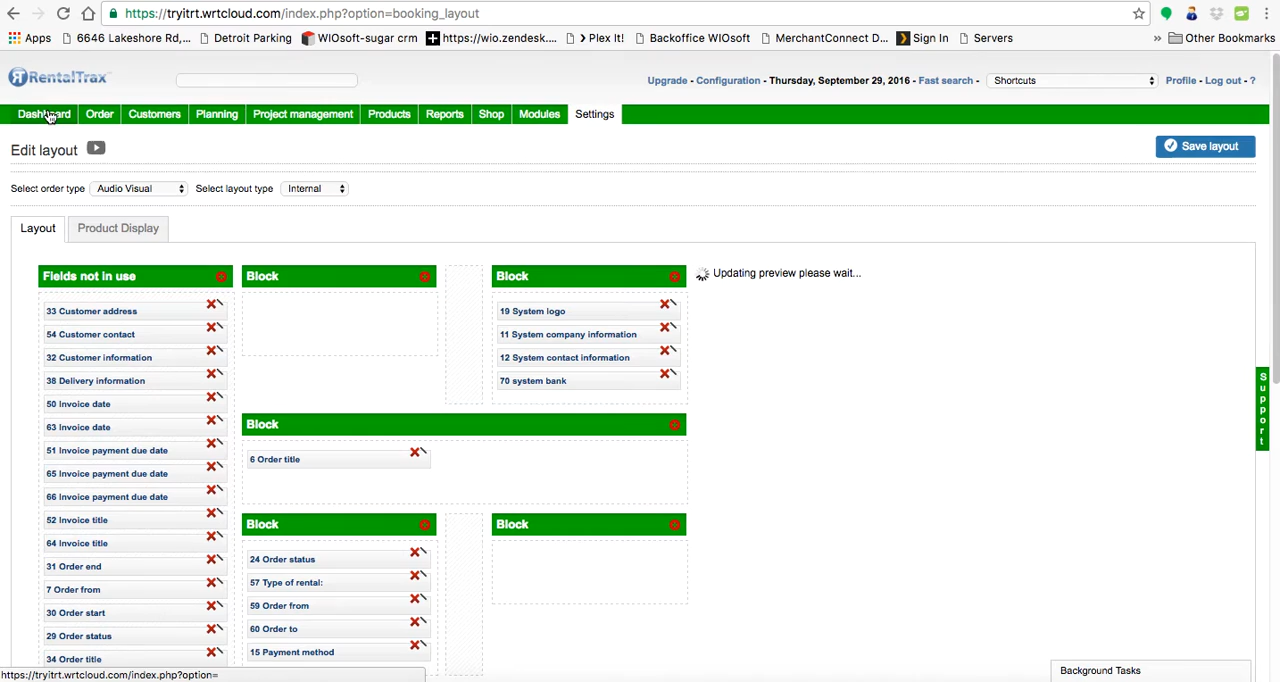 https://tryitrt.wrtcloud.com/index.php?option=booking_layout
Apps 6646 Lakeshore Rd,... Detroit Parking WIOsoft-sugar crm https://wio.zendesk.... > Plex It! Backoffice WIOsoft MerchantConnect D... Sign In Servers » Other Bookmarks
RentalTrax
Upgrade - Configuration - Thursday, September 29, 2016 - Fast search - Shortcuts Profile - Log out - ?
Dashboard Order Customers Planning Project management Products Reports Shop Modules Settings
Edit layout
Save layout
Select order type Audio Visual Select layout type Internal
Layout Product Display
Fields not in use
33 Customer address
54 Customer contact
32 Customer information
38 Delivery information
50 Invoice date
63 Invoice date
51 Invoice payment due date
65 Invoice payment due date
66 Invoice payment due date
52 Invoice title
64 Invoice title
31 Order end
7 Order from
30 Order start
29 Order status
34 Order title
Block
Block
19 System logo
11 System company information
12 System contact information
70 system bank
Updating preview please wait...
Block
6 Order title
Block
24 Order status
57 Type of rental:
59 Order from
60 Order to
15 Payment method
Block
Support
https://tryitrt.wrtcloud.com/index.php?option=
Background Tasks